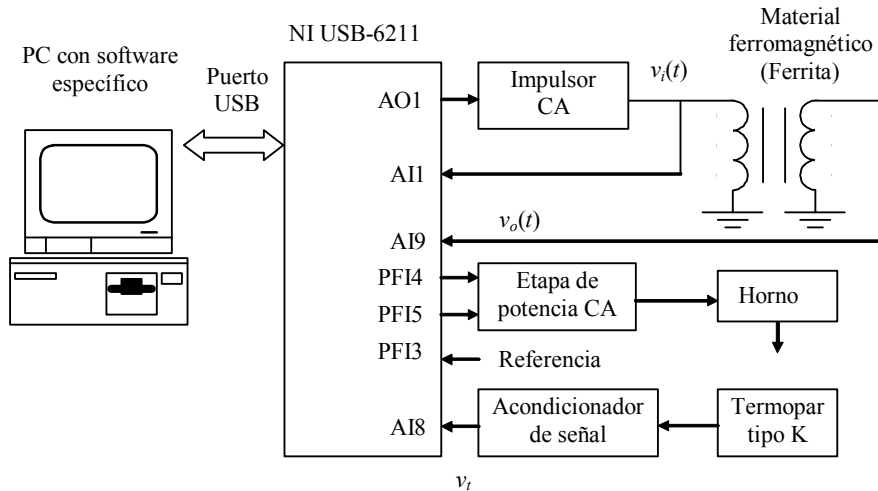 NI USB-6211
PC con software
específico
Puerto
USB
Material
ferromagnético
(Ferrita)
AO1
Impulsor
CA
vi(t)
AI1
AI9
vo(t)
PFI4
PFI5
PFI3
Etapa de
potencia CA
Horno
Referencia
AI8
Acondicionador
de señal
Termopar
tipo K
vt